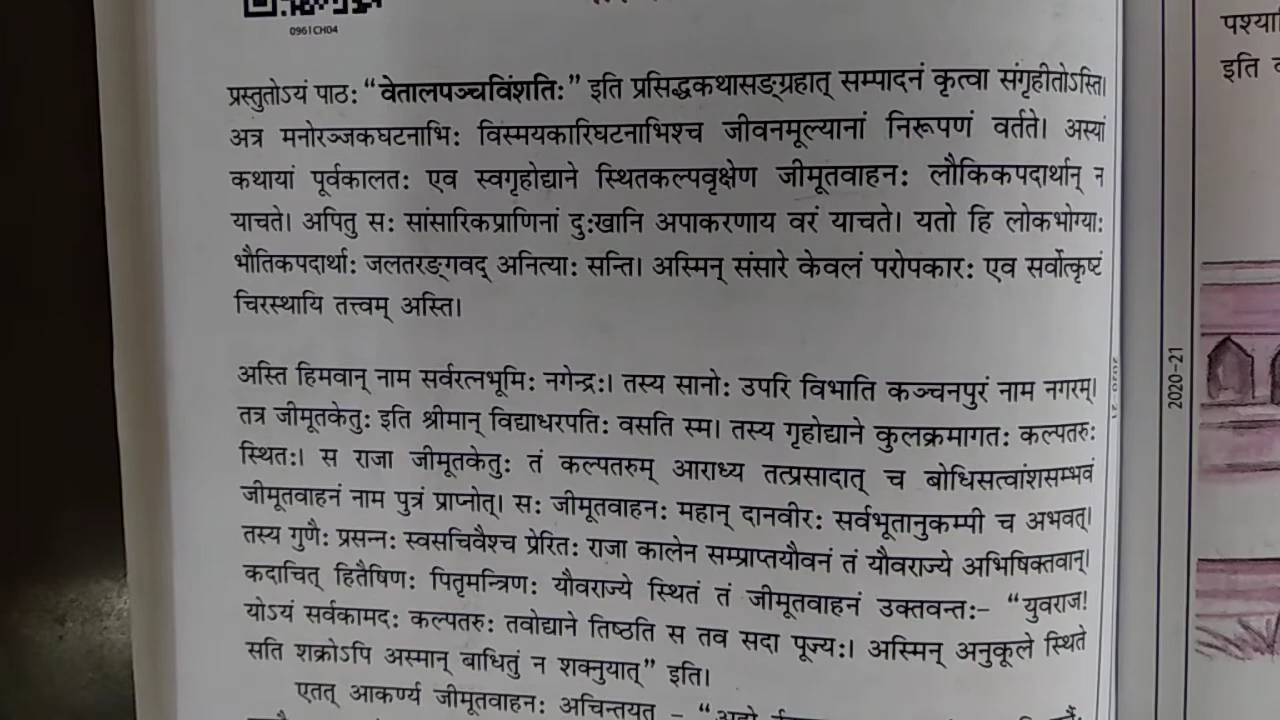 0961CH04
प्रस्तुतोऽयं पाठः “वेतालपञ्चविंशतिः” इति प्रसिद्धकथासङ्ग्रहात् सम्पादनं कृत्वा संगृहीतोऽस्ति।
अत्र मनोरञ्जकघटनाभिः विस्मयकारिघटनाभिश्च जीवनमूल्यानां निरूपणं वर्तते। अस्यां
कथायां पूर्वकालतः एव स्वगृहोद्याने स्थितकल्पवृक्षेण जीमूतवाहनः लौकिकपदार्थान् न
याचते। अपितु सः सांसारिकप्राणिनां दुःखानि अपाकरणाय वरं याचते। यतो हि लोकभोग्याः
भौतिकपदार्थाः जलतरङ्गवद् अनित्याः सन्ति। अस्मिन् संसारे केवलं परोपकारः एव सर्वोत्कृष्टं
चिरस्थायि तत्त्वम् अस्ति।
अस्ति हिमवान् नाम सर्वरत्नभूमिः नगेन्द्रः। तस्य सानोः उपरि विभाति कञ्चनपुरं नाम नगरम्।
तत्र जीमूतकेतुः इति श्रीमान् विद्याधरपतिः वसति स्म। तस्य गृहोद्याने कुलक्रमागतः कल्पतरुः
स्थितः। स राजा जीमूतकेतुः तं कल्पतरुम् आराध्य तत्प्रसादात् च बोधिसत्वांशसम्भवं
जीमूतवाहनं नाम पुत्रं प्राप्नोत्। सः जीमूतवाहनः महान् दानवीरः सर्वभूतानुकम्पी च अभवत्।
तस्य गुणैः प्रसन्नः स्वसचिवैश्च प्रेरितः राजा कालेन सम्प्राप्तयौवनं तं यौवराज्ये अभिषिक्तवान्।
कदाचित् हितैषिणः पितृमन्त्रिणः यौवराज्ये स्थितं तं जीमूतवाहनं उक्तवन्तः– “युवराज!
योऽयं सर्वकामदः कल्पतरुः तवोद्याने तिष्ठति स तव सदा पूज्यः। अस्मिन् अनुकूले स्थिते
सति शक्रोऽपि अस्मान् बाधितुं न शक्नुयात्” इति।
एतत् आकर्ण्य जीमूतवाहनः अचिन्तयत् – “अहो
2020-21
2020-21
इति